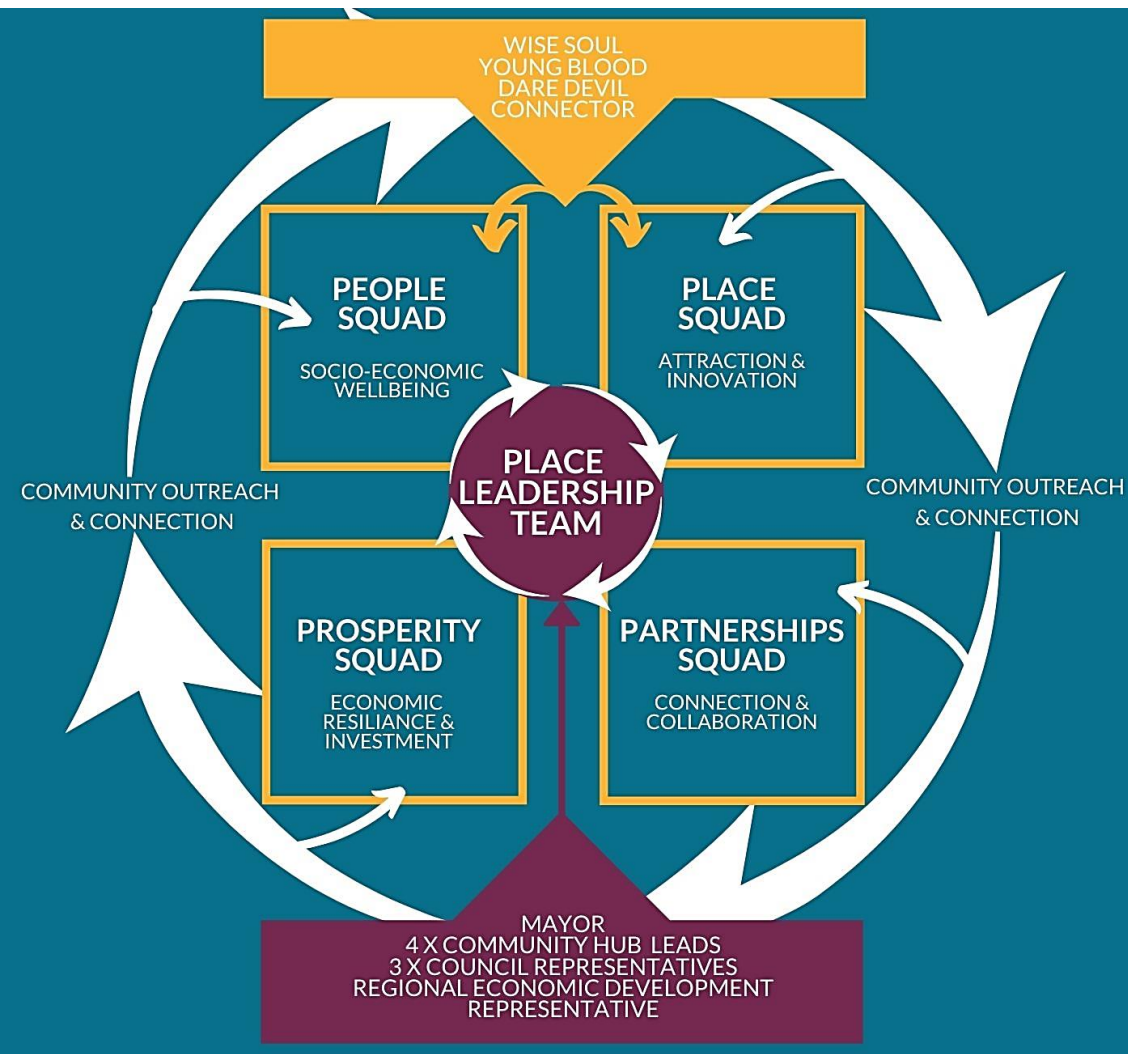 WISE SOUL
YOUNG BLOOD
DARE DEVIL
CONNECTOR
PEOPLE
SQUAD
SOCIO-ECONOMIC
WELLBEING
PLACE
SQUAD
ATTRACTION &
INNOVATION
PLACE
LEADERSHIP
TEAM
COMMUNITY OUTREACH
& CONNECTION
COMMUNITY OUTREACH
& CONNECTION
PROSPERITY
SQUAD
ECONOMIC
RESILIANCE &
INVESTMENT
PARTNERSHIPS
SQUAD
CONNECTION &
COLLABORATION
MAYOR
4 X COMMUNITY HUB LEADS
3 X COUNCIL REPRESENTATIVES
REGIONAL ECONOMIC DEVELOPMENT
REPRESENTATIVE